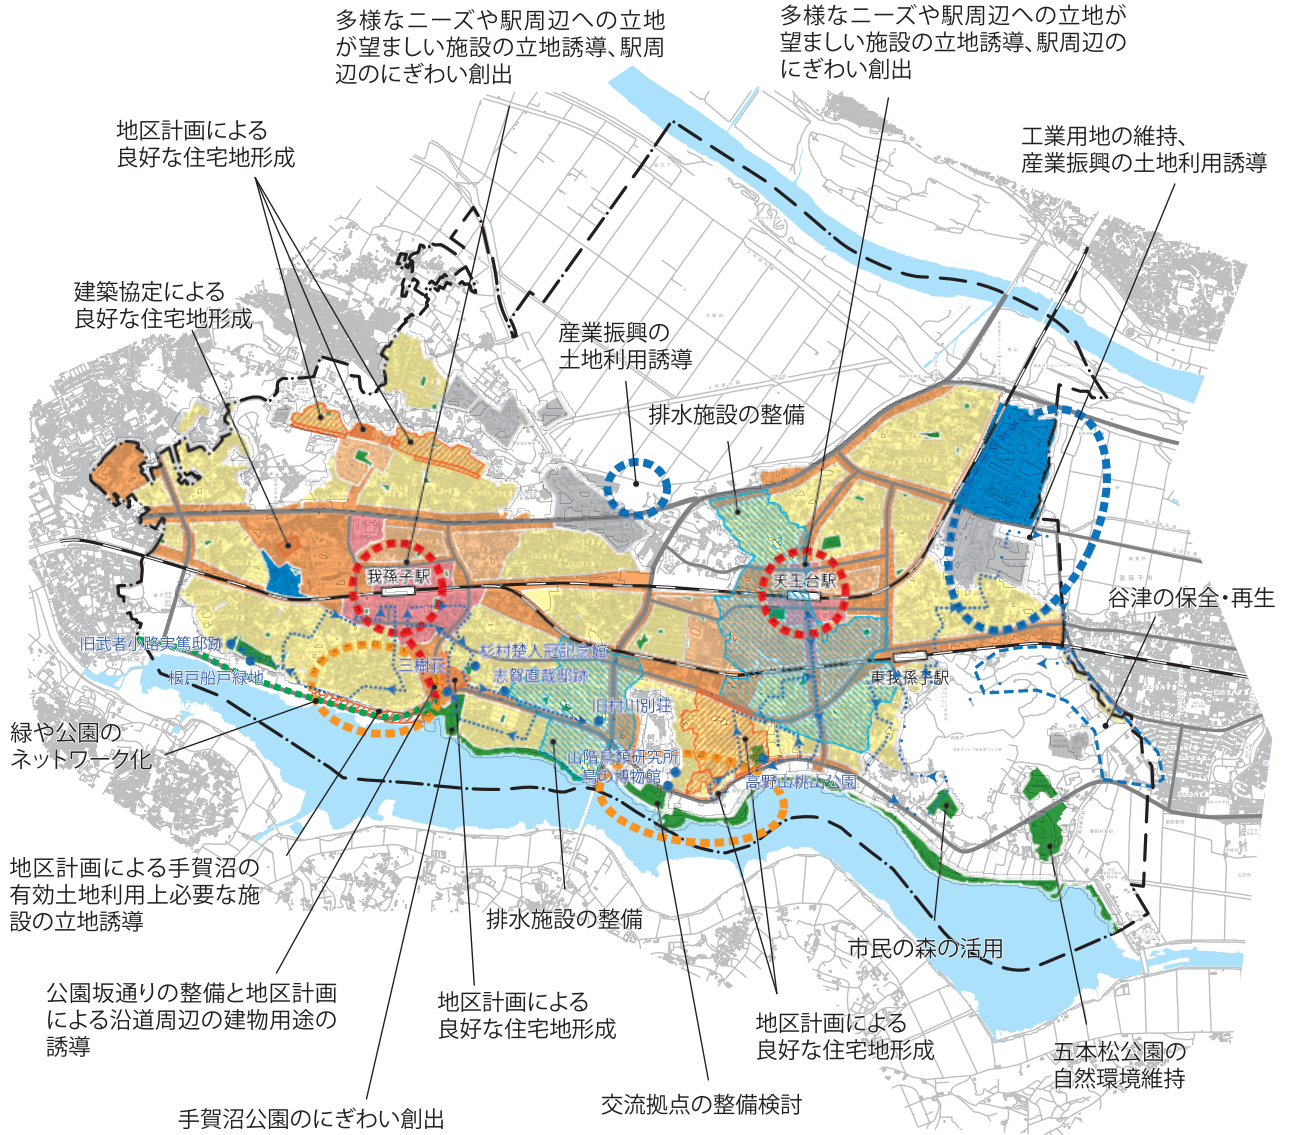 多様なニーズや駅周辺への立地
が望ましい施設の立地誘導、駅周
辺のにぎわい創出
多様なニーズや駅周辺への立地が
望ましい施設の立地誘導、駅周辺の
にぎわい創出
地区計画による
良好な住宅地形成
工業用地の維持、
産業振興の土地利用誘導
建築協定による
良好な住宅地形成
産業振興の
土地利用誘導
排水施設の整備
我孫子駅
天王台駅
谷津の保全・再生
旧武者小路実篤邸跡
根戸船戸緑地
三樹荘
杉村楚人冠記念館
志賀直哉邸跡
旧村川別荘
東我孫子駅
山階鳥類研究所
鳥の博物館
高野山桃山公園
緑や公園の
ネットワーク化
地区計画による手賀沼の
有効土地利用上必要な施
設の立地誘導
排水施設の整備
市民の森の活用
公園坂通りの整備と地区計画
による沿道周辺の建物用途の
誘導
地区計画による
良好な住宅地形成
地区計画による
良好な住宅地形成
五本松公園の
自然環境維持
手賀沼公園のにぎわい創出
交流拠点の整備検討